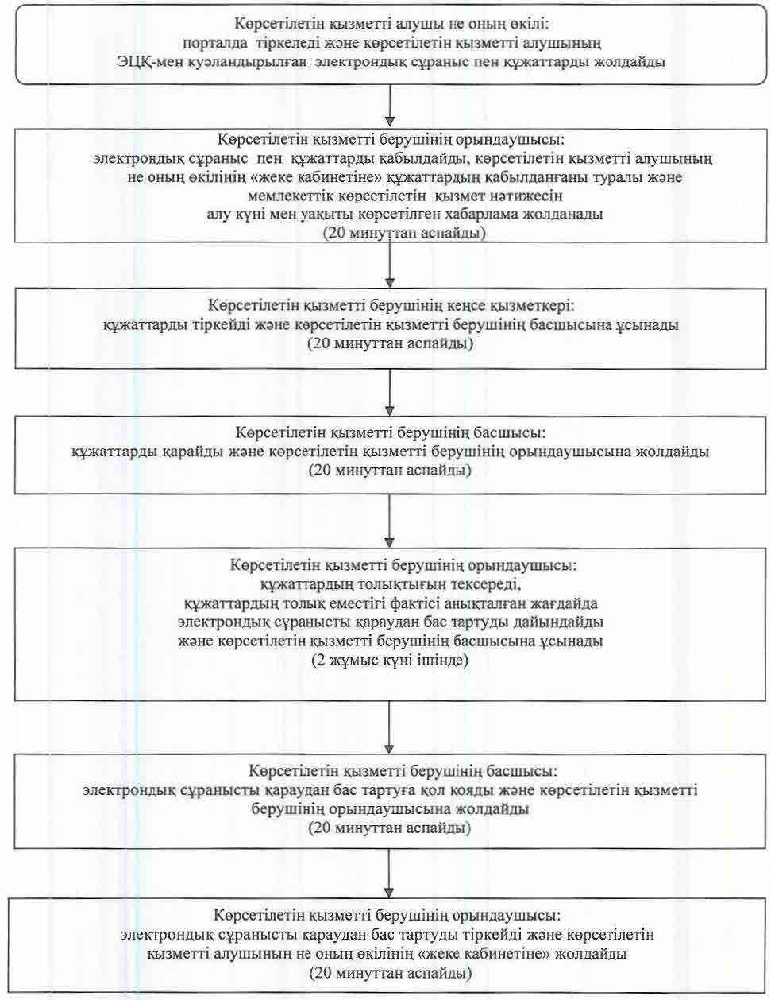 Көрсетілетін қызметті алушы не оның өкілі:
порталда тіркеледі және көрсетілетін қызметті алушының
ЭЦҚ-мен куәландырылған электрондық сұраныс пен құжаттарды жолдайды
Көрсетілетін қызметті берушінің орындаушысы:
электрондық сұраныс пен құжаттарды қабылдайды, көрсетілетін қызметті алушының
не оның өкілінің «жеке кабинетіне» құжаттардың қабылданғаны туралы және
мемлекеттік көрсетілетін қызмет нәтижесін
алу күні мен уақыты көрсетілген хабарлама жолданады
(20 минуттан аспайды)
Көрсетілетін қызметті берушінің кеңсе қызметкері:
құжаттарды тіркейді және көрсетілетін қызметті берушінің басшысына ұсынады
(20 минуттан аспайды)
Көрсетілетін қызметті берушінің басшысы:
құжаттарды қарайды және көрсетілетін қызметті берушінің орындаушысына жолдайды
(20 минуттан аспайды)
Көрсетілетін қызметті берушінің орындаушысы:
құжаттардың толықтығын тексереді,
құжаттардың толық еместігі фактісі анықталған жағдайда
электрондық сұранысты қараудан бас тартуды дайындайды
және көрсетілетін қызметті берушінің басшысына ұсынады
(2 жұмыс күні ішінде)
Көрсетілетін қызметті берушінің басшысы:
электрондық сұранысты қараудан бас тартуға қол қояды және көрсетілетін қызметті
берушінің орындаушысына жолдайды
(20 минуттан аспайды)
Көрсетілетін қызметті берушінің орындаушысы:
электрондық сұранысты қараудан бас тартуды тіркейді және көрсетілетін
қызметті алушының не оның өкілінің «жеке кабинетіне» жолдайды
(20 минуттан аспайды)